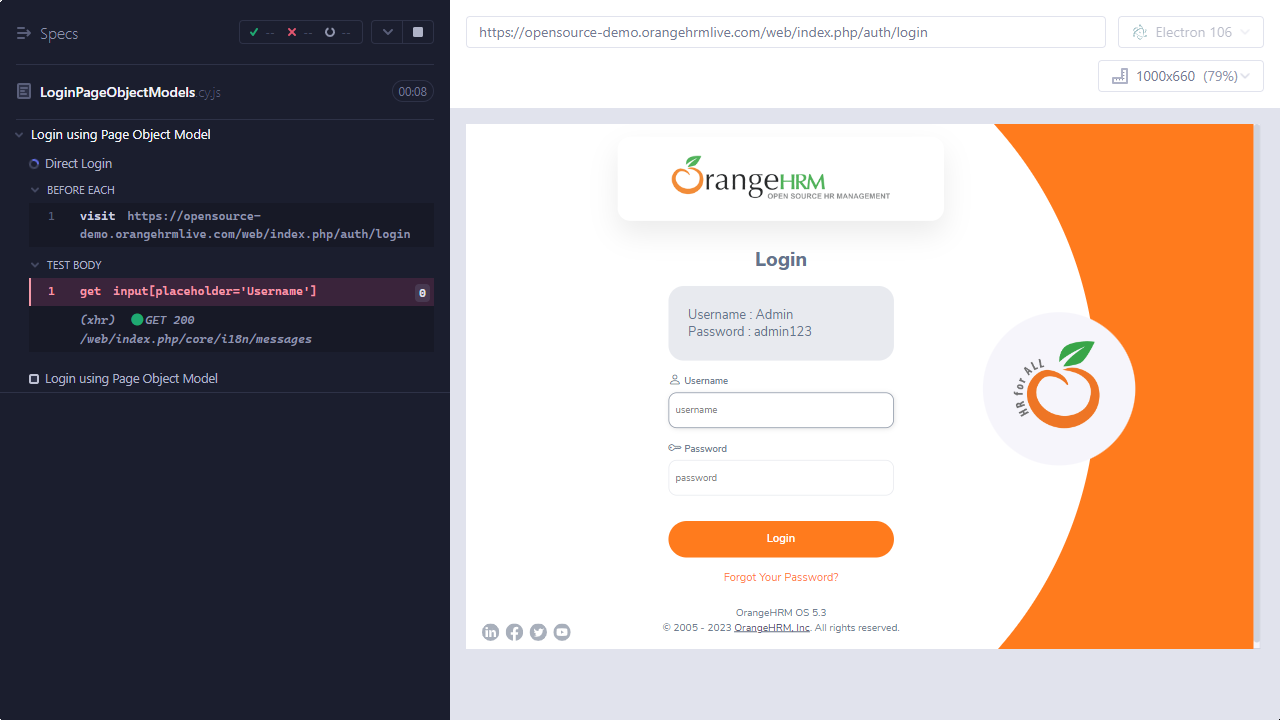 Specs
-- -- --
LoginPageObjectModels.cy.js
00:08
Login using Page Object Model
Direct Login
BEFORE EACH
1 visit https://opensource-
demo.orangehrmlive.com/web/index.php/auth/login
TEST BODY
1 get input[placeholder='Username'] 0
(xhr) GET 200
/web/index.php/core/i18n/messages
Login using Page Object Model
https://opensource-demo.orangehrmlive.com/web/index.php/auth/login
Electron 106
1000x660 (79%)
OrangeHRM
OPEN SOURCE HR MANAGEMENT
Login
Username : Admin
Password : admin123
Username
username
Password
password
Login
Forgot Your Password?
OrangeHRM OS 5.3
© 2005 - 2023 OrangeHRM, Inc. All rights reserved.
HR for ALL